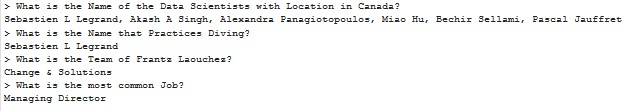 > What is the Name of the Data Scientists with Location in Canada?
Sebastien L Legrand, Akash A Singh, Alexandra Panagiotopoulos, Miao Hu, Bechir Sellami, Pascal Jauffret
> What is the Name that Practices Diving?
Sebastien L Legrand
> What is the Team of Frantz Laouchez?
Change & Solutions
> What is the most common Job?
Managing Director